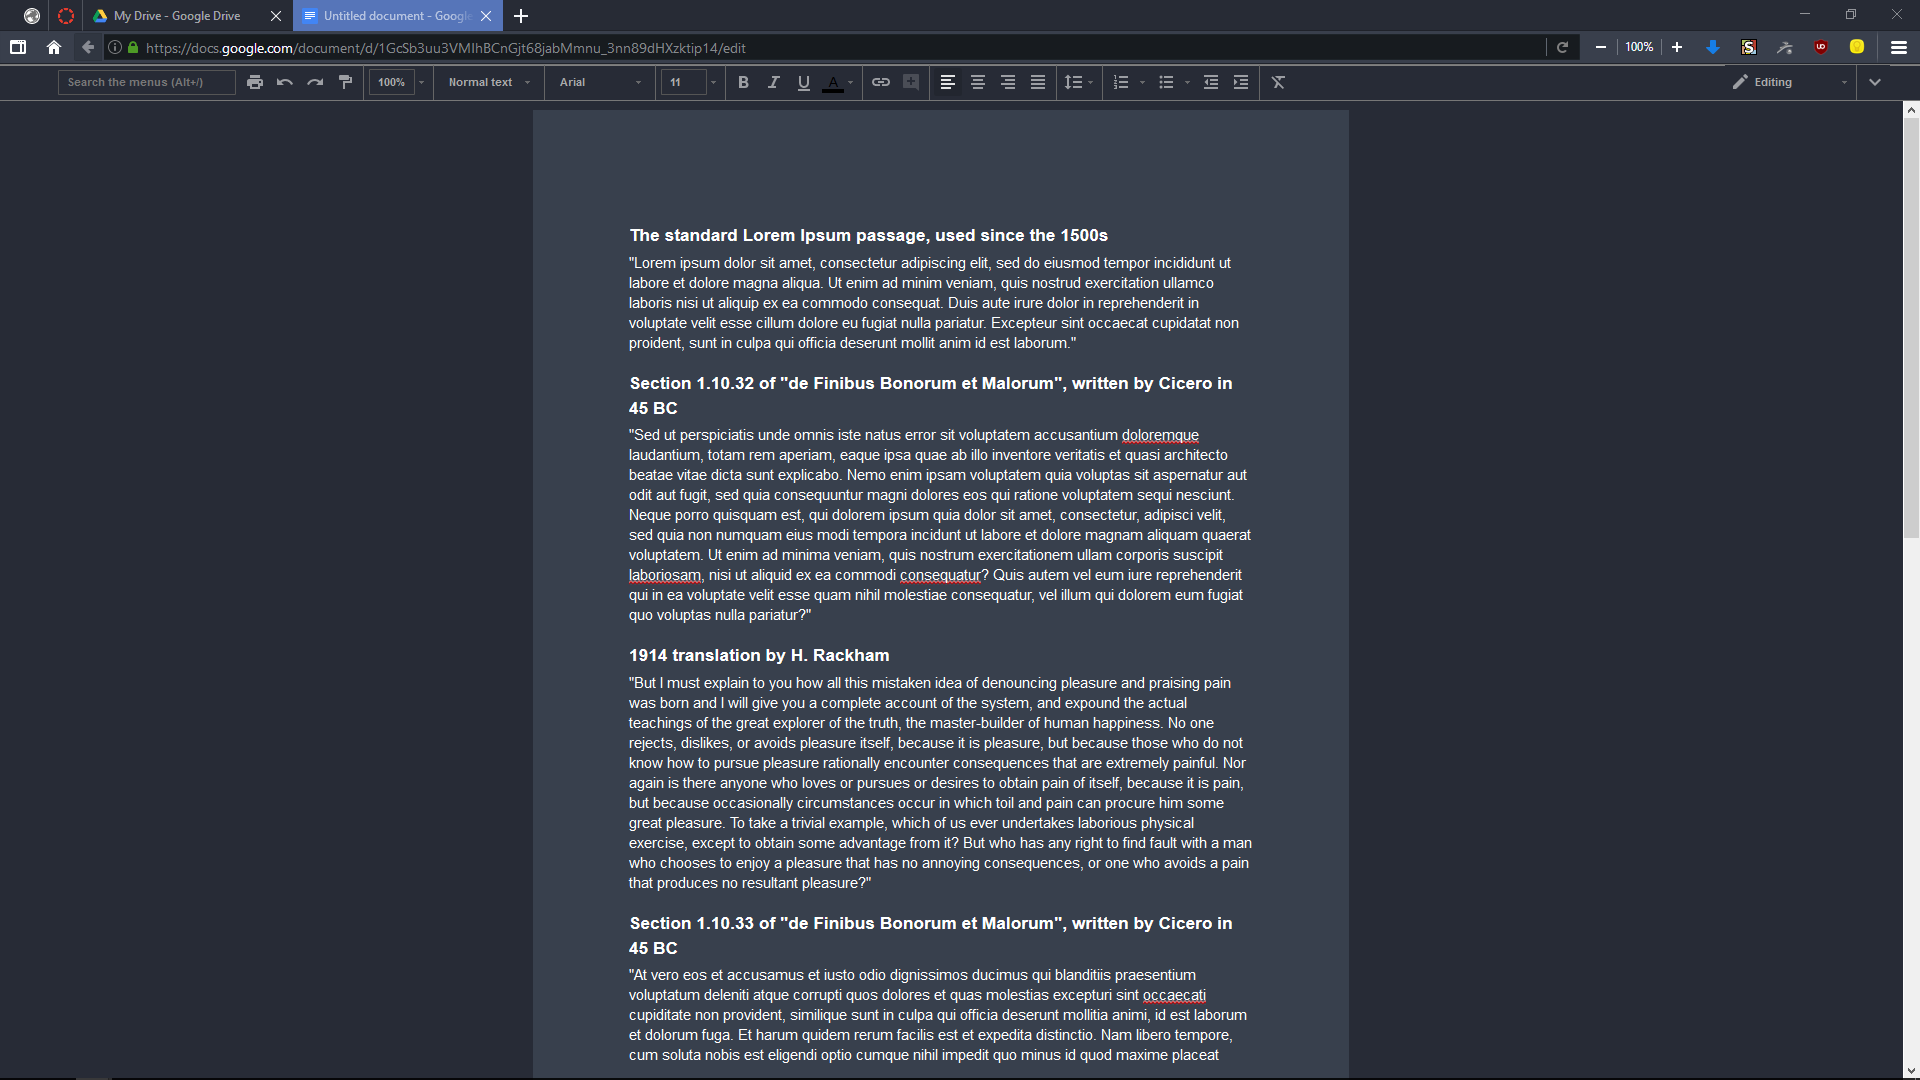 My Drive - Google Drive
Untitled document - Google
https://docs.google.com/document/d/1GcSb3uu3VMIhBCnGjt68jabMmnu_3nn89dHXzktip14/edit
100%
Search the menus (Alt+/)
100%
Normal text
Arial
11
B I U A
Editing
The standard Lorem Ipsum passage, used since the 1500s
"Lorem ipsum dolor sit amet, consectetur adipiscing elit, sed do eiusmod tempor incididunt ut
labore et dolore magna aliqua. Ut enim ad minim veniam, quis nostrud exercitation ullamco
laboris nisi ut aliquip ex ea commodo consequat. Duis aute irure dolor in reprehenderit in
voluptate velit esse cillum dolore eu fugiat nulla pariatur. Excepteur sint occaecat cupidatat non
proident, sunt in culpa qui officia deserunt mollit anim id est laborum."
Section 1.10.32 of "de Finibus Bonorum et Malorum", written by Cicero in
45 BC
"Sed ut perspiciatis unde omnis iste natus error sit voluptatem accusantium doloremque
laudantium, totam rem aperiam, eaque ipsa quae ab illo inventore veritatis et quasi architecto
beatae vitae dicta sunt explicabo. Nemo enim ipsam voluptatem quia voluptas sit aspernatur aut
odit aut fugit, sed quia consequuntur magni dolores eos qui ratione voluptatem sequi nesciunt.
Neque porro quisquam est, qui dolorem ipsum quia dolor sit amet, consectetur, adipisci velit,
sed quia non numquam eius modi tempora incidunt ut labore et dolore magnam aliquam quaerat
voluptatem. Ut enim ad minima veniam, quis nostrum exercitationem ullam corporis suscipit
laboriosam, nisi ut aliquid ex ea commodi consequatur? Quis autem vel eum iure reprehenderit
qui in ea voluptate velit esse quam nihil molestiae consequatur, vel illum qui dolorem eum fugiat
quo voluptas nulla pariatur?"
1914 translation by H. Rackham
"But I must explain to you how all this mistaken idea of denouncing pleasure and praising pain
was born and I will give you a complete account of the system, and expound the actual
teachings of the great explorer of the truth, the master-builder of human happiness. No one
rejects, dislikes, or avoids pleasure itself, because it is pleasure, but because those who do not
know how to pursue pleasure rationally encounter consequences that are extremely painful. Nor
again is there anyone who loves or pursues or desires to obtain pain of itself, because it is pain,
but because occasionally circumstances occur in which toil and pain can procure him some
great pleasure. To take a trivial example, which of us ever undertakes laborious physical
exercise, except to obtain some advantage from it? But who has any right to find fault with a man
who chooses to enjoy a pleasure that has no annoying consequences, or one who avoids a pain
that produces no resultant pleasure?"
Section 1.10.33 of "de Finibus Bonorum et Malorum", written by Cicero in
45 BC
"At vero eos et accusamus et iusto odio dignissimos ducimus qui blanditiis praesentium
voluptatum deleniti atque corrupti quos dolores et quas molestias excepturi sint occaecati
cupiditate non provident, similique sunt in culpa qui officia deserunt mollitia animi, id est laborum
et dolorum fuga. Et harum quidem rerum facilis est et expedita distinctio. Nam libero tempore,
cum soluta nobis est eligendi optio cumque nihil impedit quo minus id quod maxime placeat